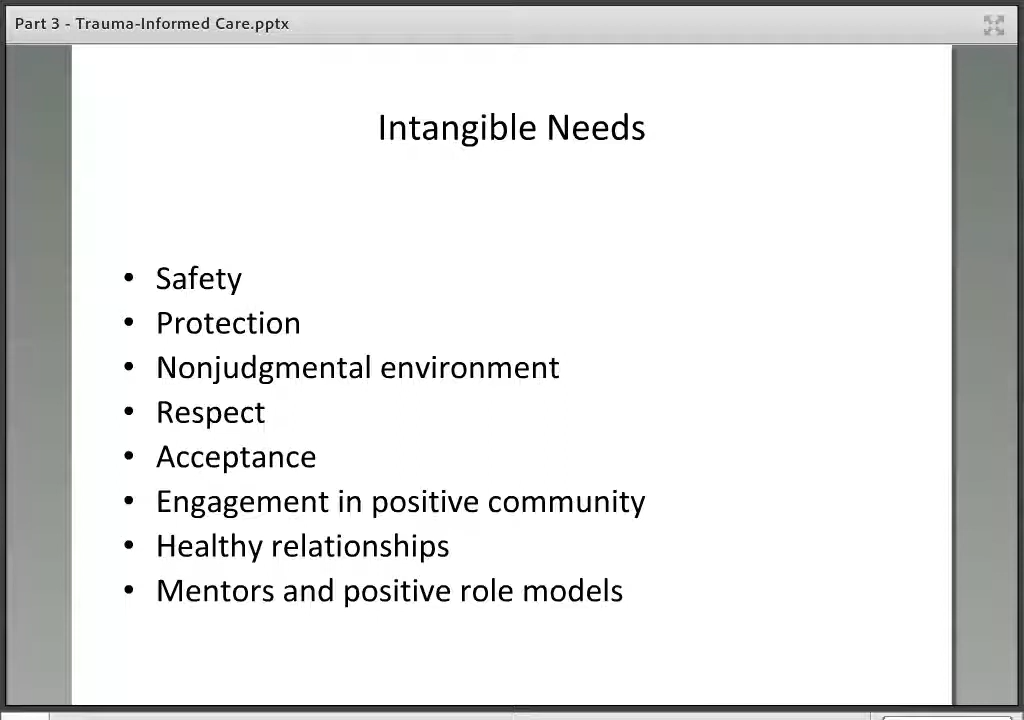 Part 3 - Trauma-Informed Care.pptx
Intangible Needs
• Safety
• Protection
• Nonjudgmental environment
• Respect
• Acceptance
• Engagement in positive community
• Healthy relationships
• Mentors and positive role models